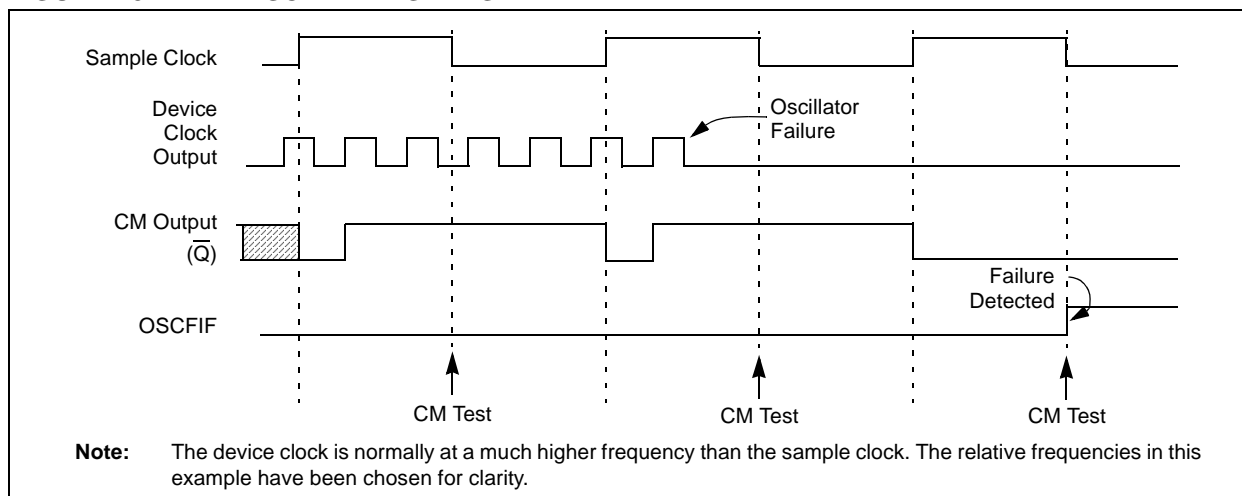 Sample Clock
Device
Clock
Output
Oscillator
Failure
CM Output
(Q̅)
Failure
Detected
OSCFIF
CM Test
CM Test
CM Test
Note: The device clock is normally at a much higher frequency than the sample clock. The relative frequencies in this
example have been chosen for clarity.